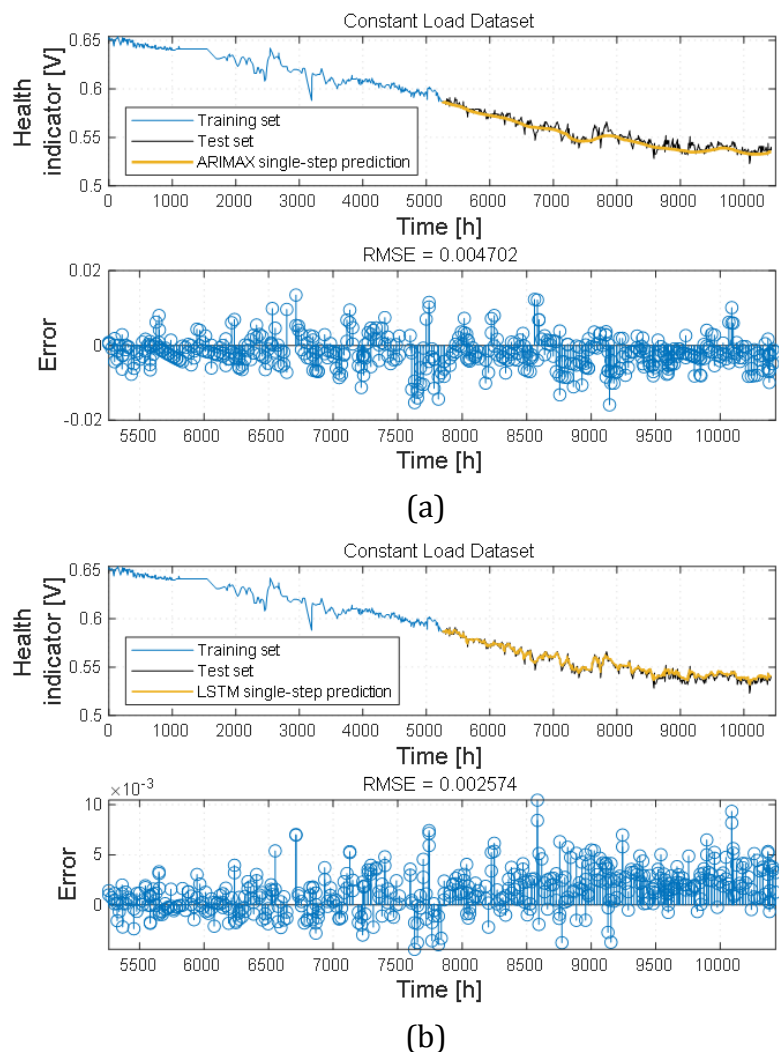 Constant Load Dataset
0.65
0.6
0.55
0.5
Health
indicator [V]
Training set
Test set
ARIMAX single-step prediction
0 1000 2000 3000 4000 5000 6000 7000 8000 9000 10000
Time [h]
RMSE = 0.004702
0.02
0
-0.02
Error
5500 6000 6500 7000 7500 8000 8500 9000 9500 10000
Time [h]
(a)
Constant Load Dataset
0.65
0.6
0.55
0.5
Health
indicator [V]
Training set
Test set
LSTM single-step prediction
0 1000 2000 3000 4000 5000 6000 7000 8000 9000 10000
Time [h]
×10⁻³
RMSE = 0.002574
10
5
0
Error
5500 6000 6500 7000 7500 8000 8500 9000 9500 10000
Time [h]
(b)